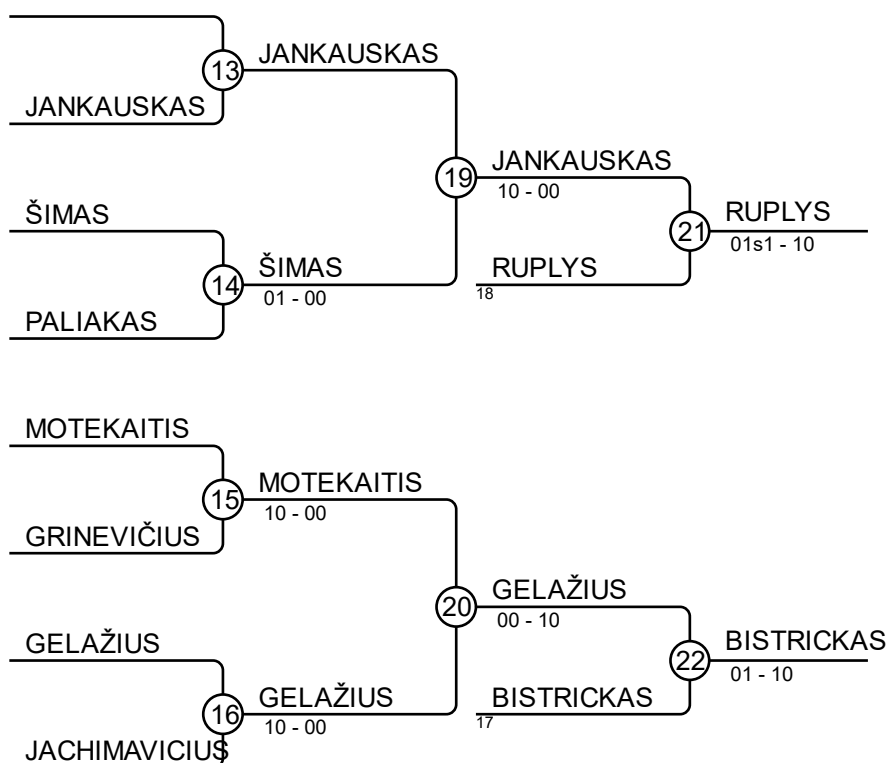 13
JANKAUSKAS
JANKAUSKAS
19
JANKAUSKAS
10 - 00
ŠIMAS
21
RUPLYS
01s1 - 10
14
ŠIMAS
01 - 00
RUPLYS
18
PALIAKAS
MOTEKAITIS
15
MOTEKAITIS
10 - 00
GRINEVIČIUS
20
GELAŽIUS
00 - 10
GELAŽIUS
22
BISTRICKAS
01 - 10
16
GELAŽIUS
10 - 00
BISTRICKAS
17
JACHIMAVICIUS